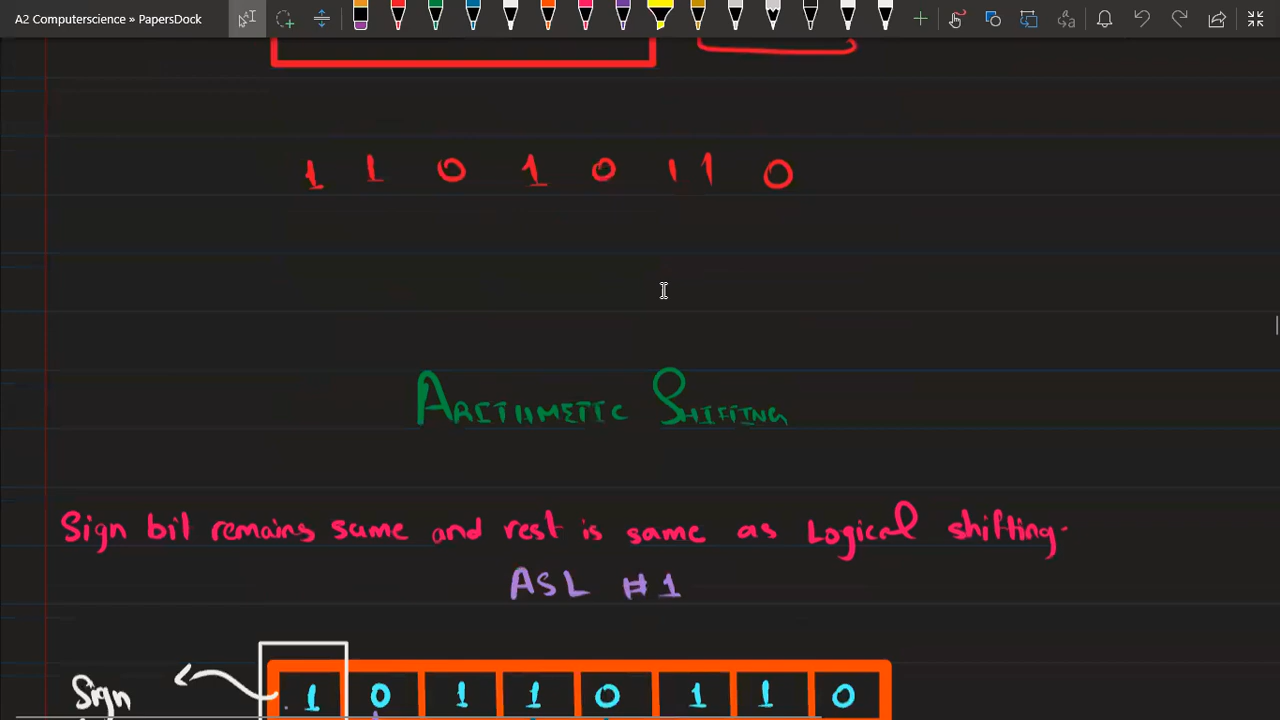 A2 Computerscience » PapersDock
1 1 0 1 0 1 1 0
ARITHMETIC SHIFTING
Sign bit remains same and rest is same as Logical shifting.
ASL #1
Sign
1 0 1 1 0 1 1 0